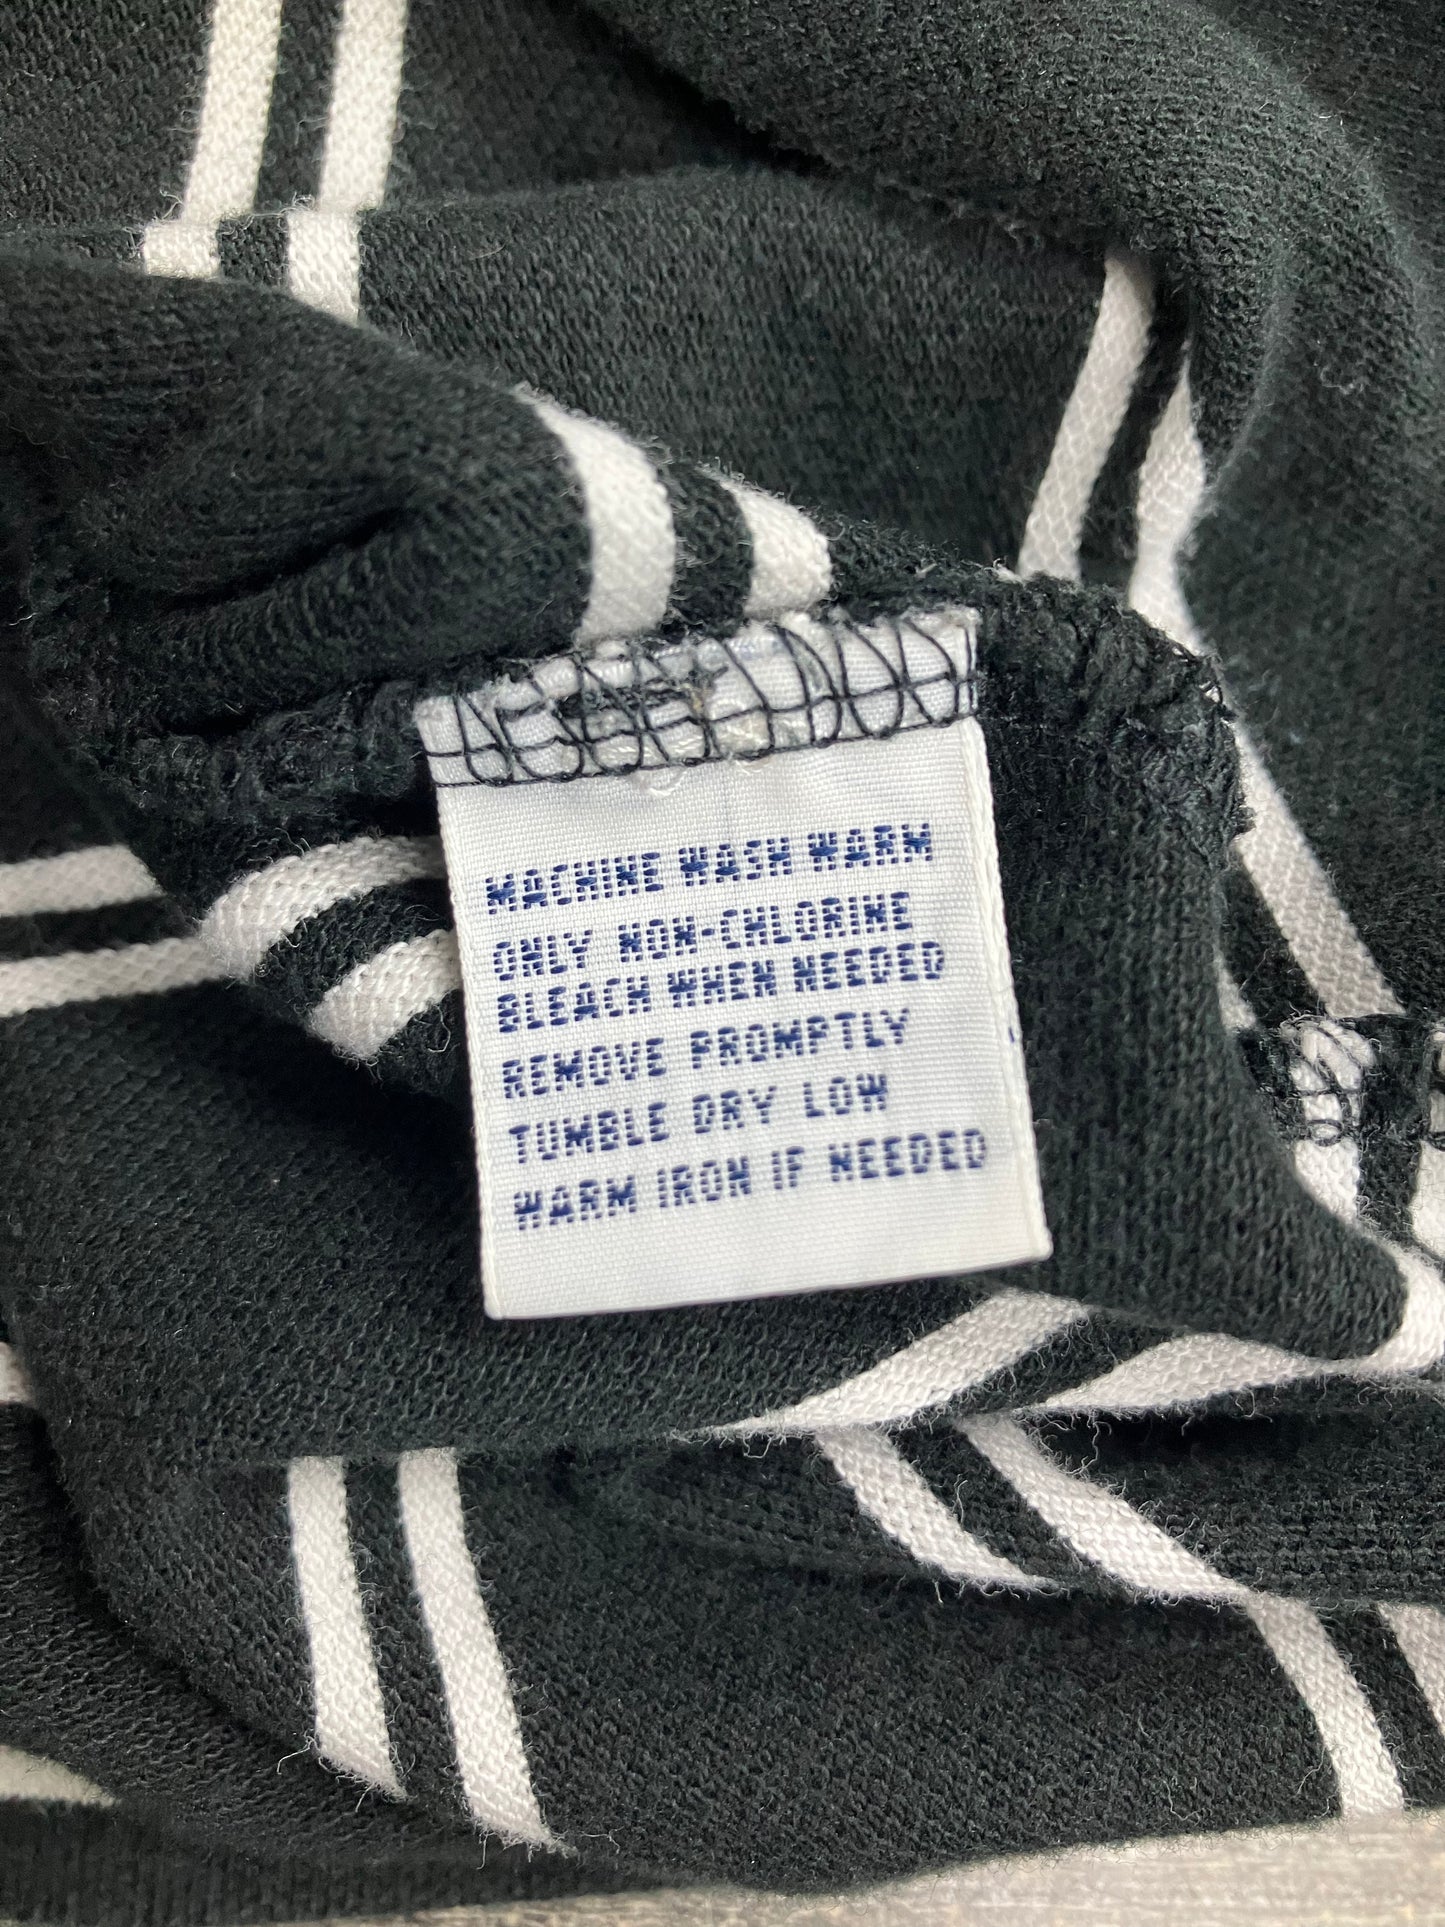 MACHINE WASH WARM
ONLY NON-CHLORINE
BLEACH WHEN NEEDED
REMOVE PROMPTLY
TUMBLE DRY LOW
WARM IRON IF NEEDED